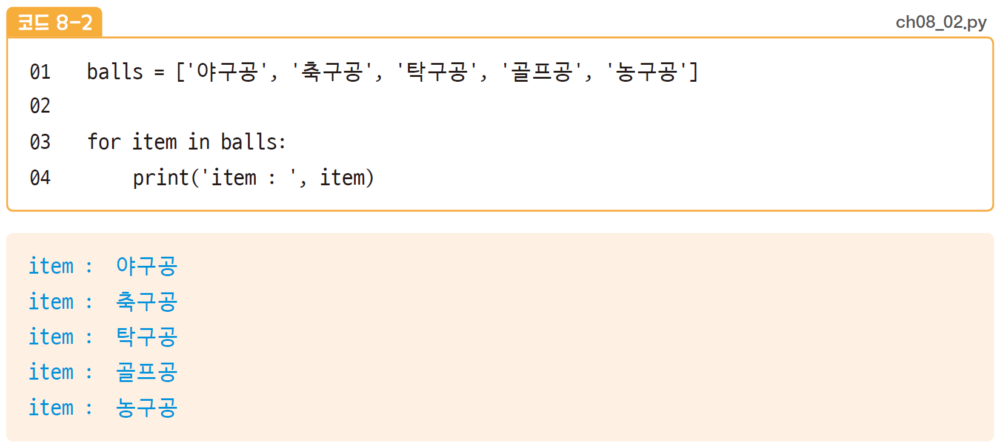 코드 8-2
ch08_02.py
01 balls = ['야구공', '축구공', '탁구공', '골프공', '농구공']
02
03 for item in balls:
04     print('item : ', item)
item :  야구공
item :  축구공
item :  탁구공
item :  골프공
item :  농구공